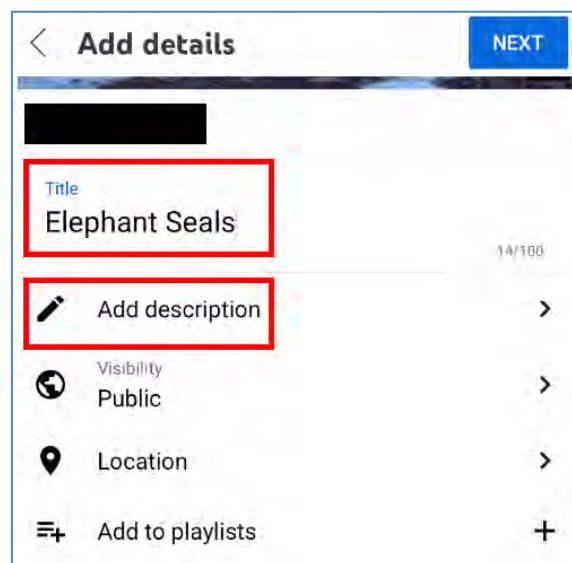 Add details
NEXT
Title
Elephant Seals
14/100
Add description
Visibility
Public
Location
Add to playlists